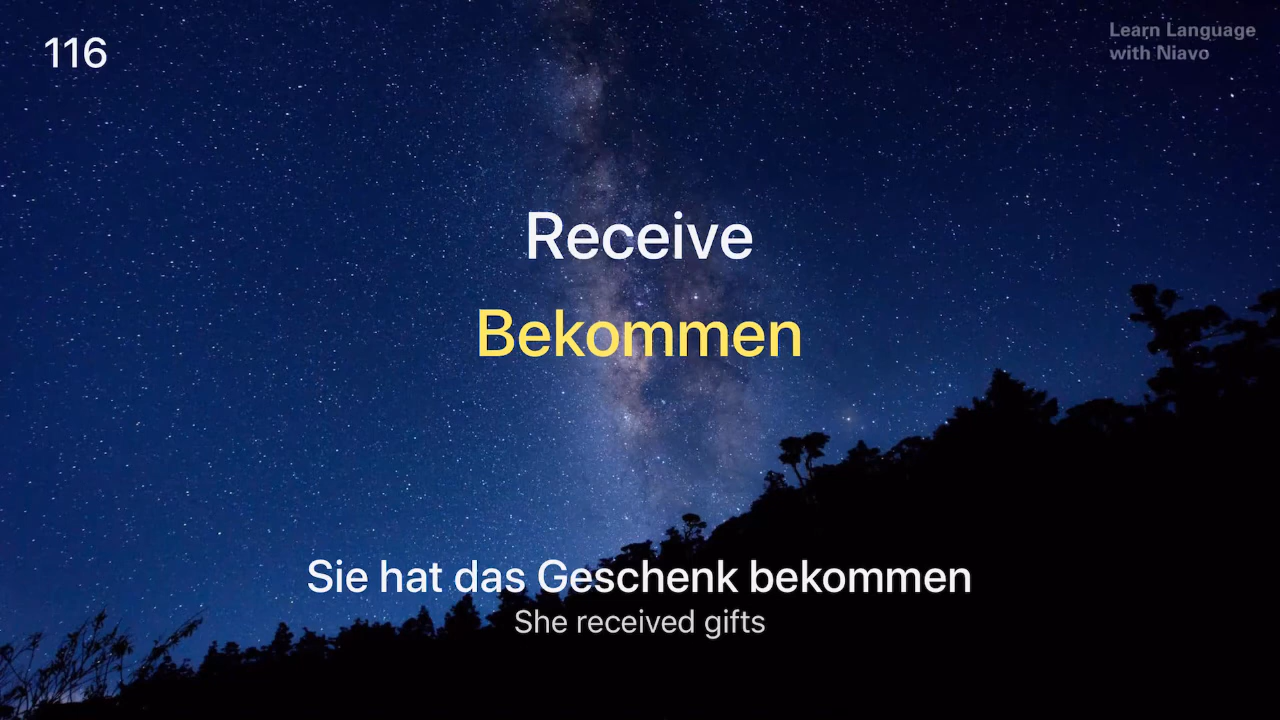 116
Learn Language
with Niavo
Receive
Bekommen
Sie hat das Geschenk bekommen
She received gifts